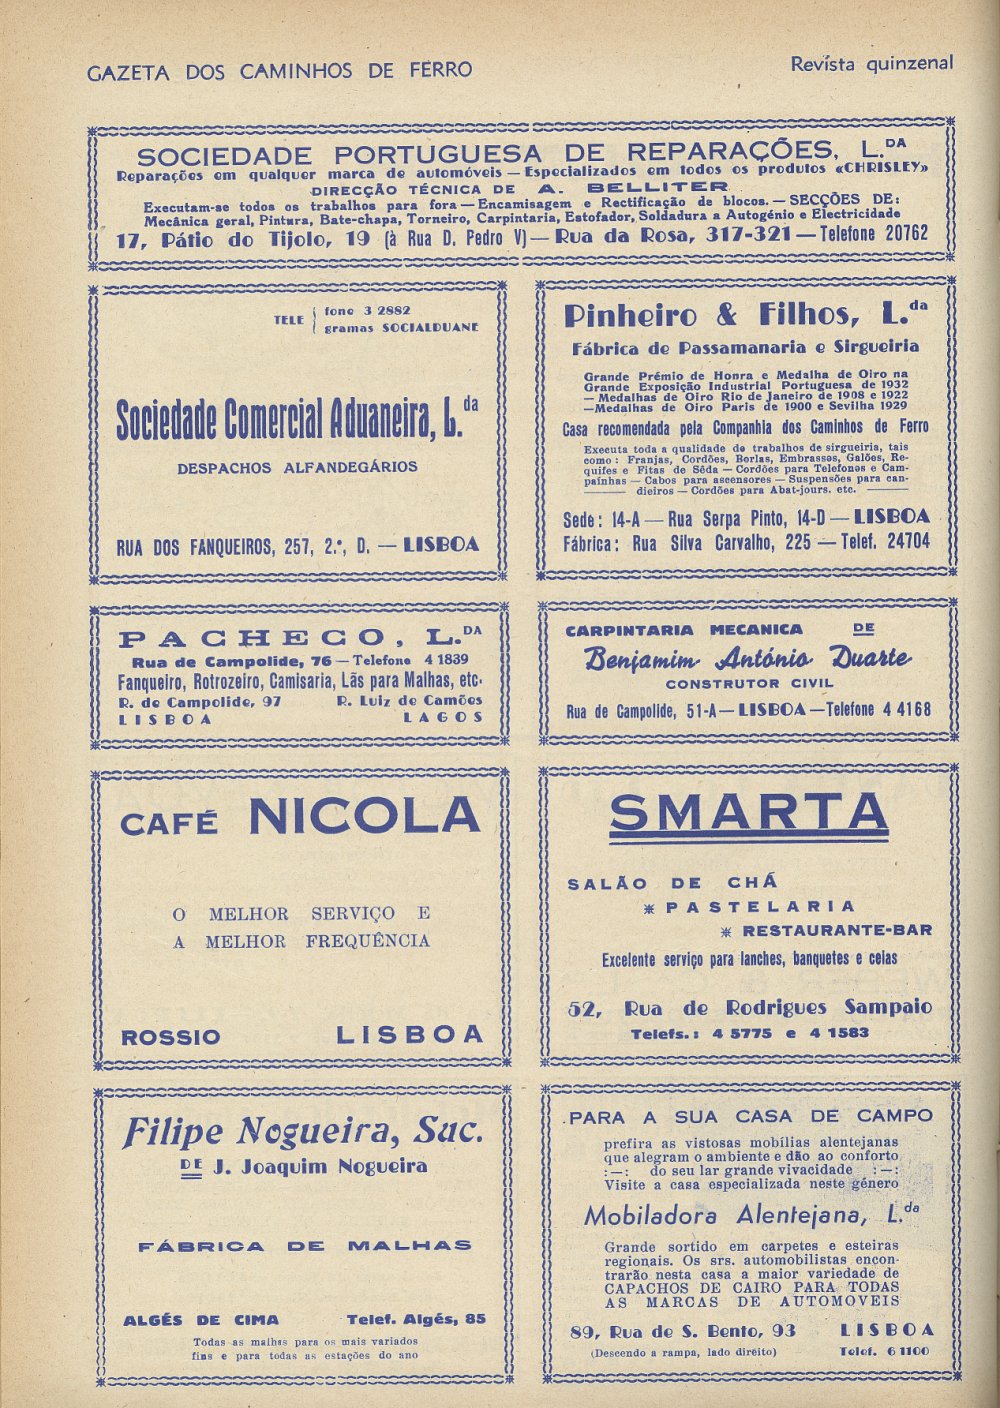 GAZETA DOS CAMINHOS DE FERRO
Revista quinzenal
SOCIEDADE PORTUGUESA DE REPARAÇÕES, L.DA
Reparações em qualquer marca de automóveis — Especializados em todos os produtos «CHRISLEY»
DIRECÇÃO TÉCNICA DE A. BELLITER
Executam-se todos os trabalhos para fora — Encamisagem e Rectificação de blocos. — SECÇÕES DE:
Mecânica geral, Pintura, Bate-chapa, Torneiro, Carpintaria, Estofador, Soldadura a Autogénio e Electricidade
17, Pátio do Tijolo, 19 (à Rua D. Pedro V) — Rua da Rosa, 317-321 — Telefone 20762
TELE { fone 3 2882
gramas SOCIALDUANE
Sociedade Comercial Aduaneira, L.da
DESPACHOS ALFANDEGÁRIOS
RUA DOS FANQUEIROS, 257, 2.º, D. — LISBOA
Pinheiro & Filhos, L.da
Fábrica de Passamanaria e Sirgueiria
Grande Prémio de Honra e Medalha de Oiro na
Grande Exposição Industrial Portuguesa de 1932
— Medalhas de Oiro Rio de Janeiro de 1908 e 1922
— Medalhas de Oiro Paris de 1900 e Sevilha 1929
Casa recomendada pela Companhia dos Caminhos de Ferro
Executa toda a qualidade de trabalhos de sirgueiria, tais
como: Franjas, Cordões, Borlas, Embrasses, Galões, Re-
quifes e Fitas de Sêda — Cordões para Telefones e Cam-
paínhas — Cabos para ascensores — Suspensões para can-
dieiros — Cordões para Abat-jours. etc.
Sede: 14-A — Rua Serpa Pinto, 14-D — LISBOA
Fábrica: Rua Silva Carvalho, 225 — Telef. 24704
PACHECO, L.DA
Rua de Campolide, 76 — Telefone 4 1839
Fanqueiro, Rotrozeiro, Camisaria, Lãs para Malhas, etc.
R. de Campolide, 97 R. Luiz de Camões
LISBOA LAGOS
CARPINTARIA MECANICA DE
Benjamim António Duarte
CONSTRUTOR CIVIL
Rua de Campolide, 51-A — LISBOA — Telefone 4 4168
CAFÉ NICOLA
O MELHOR SERVIÇO E
A MELHOR FREQUÊNCIA
ROSSIO LISBOA
SMARTA
SALÃO DE CHÁ
* PASTELARIA
* RESTAURANTE-BAR
Excelente serviço para lanches, banquetes e ceias
52, Rua de Rodrigues Sampaio
Telefs.: 4 5775 e 4 1583
Filipe Nogueira, Suc.
DE J. Joaquim Nogueira
FÁBRICA DE MALHAS
ALGÉS DE CIMA Telef. Algés, 85
Todas as malhas para os mais variados
fins e para todas as estações do ano
PARA A SUA CASA DE CAMPO
prefira as vistosas mobílias alentejanas
que alegram o ambiente e dão ao conforto
:—: do seu lar grande vivacidade :—:
Visite a casa especializada neste género
Mobiladora Alentejana, L.da
Grande sortido em carpetes e esteiras
regionais. Os srs. automobilistas encon-
trarão nesta casa a maior variedade de
CAPACHOS DE CAIRO PARA TODAS
AS MARCAS DE AUTOMOVEIS
89, Rua de S. Bento, 93 LISBOA
(Descendo a rampa, lado direito) Telef. 6 1100